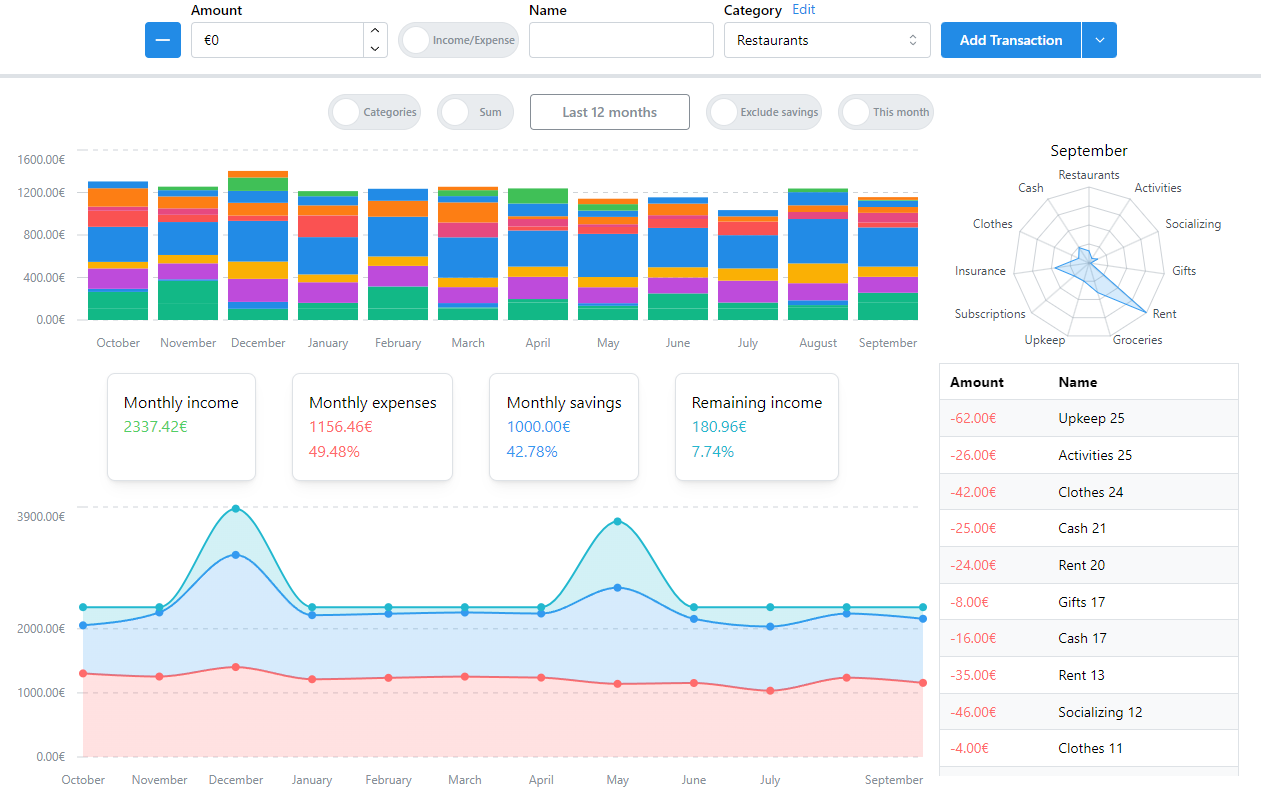 Amount
Name
Category Edit
€0
Income/Expense
Restaurants
Add Transaction
Categories
Sum
Last 12 months
Exclude savings
This month
1600.00€
1200.00€
800.00€
400.00€
0.00€
October November December January February March April May June July August September
September
Restaurants
Activities
Socializing
Gifts
Rent
Groceries
Upkeep
Subscriptions
Insurance
Clothes
Cash
Monthly income
2337.42€
Monthly expenses
1156.46€
49.48%
Monthly savings
1000.00€
42.78%
Remaining income
180.96€
7.74%
3900.00€
2000.00€
1000.00€
0.00€
October November December January February March April May June July September
Amount Name
-62.00€ Upkeep 25
-26.00€ Activities 25
-42.00€ Clothes 24
-25.00€ Cash 21
-24.00€ Rent 20
-8.00€ Gifts 17
-16.00€ Cash 17
-35.00€ Rent 13
-46.00€ Socializing 12
-4.00€ Clothes 11